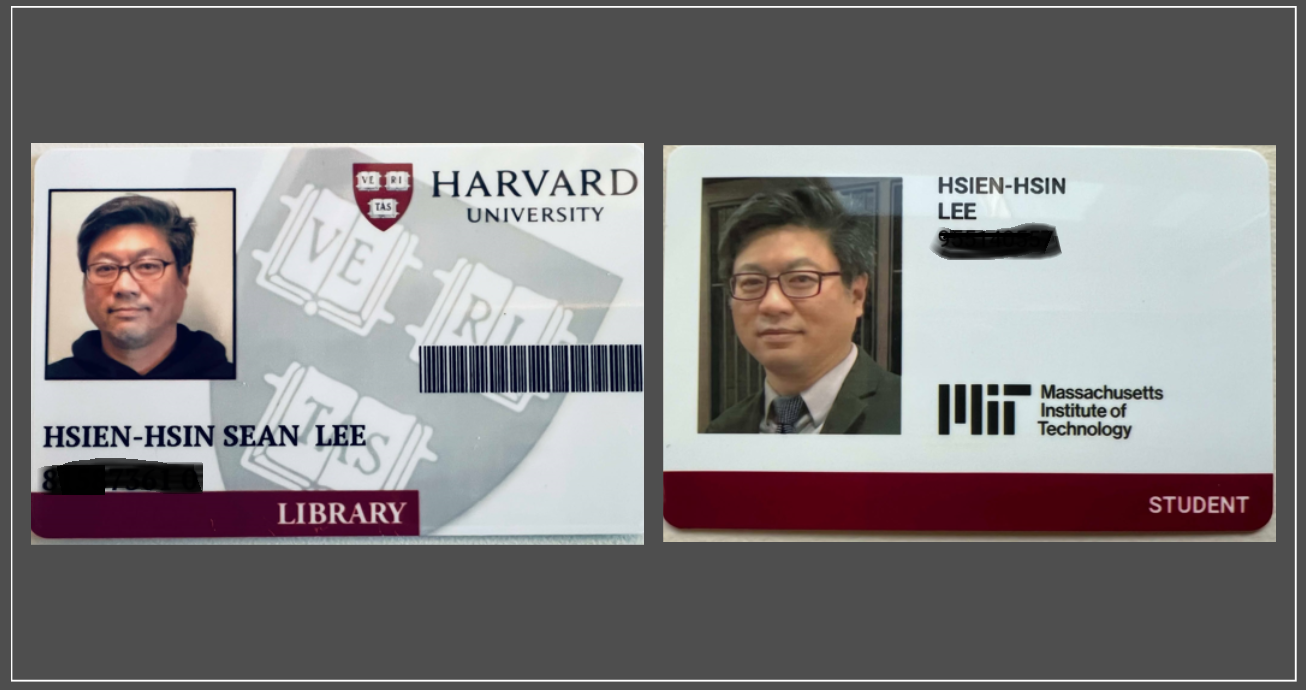 HARVARD
UNIVERSITY
VE RI
TAS
VE
RI
TAS
HSIEN-HSIN SEAN LEE
LIBRARY
HSIEN-HSIN
LEE
MIT
Massachusetts
Institute of
Technology
STUDENT